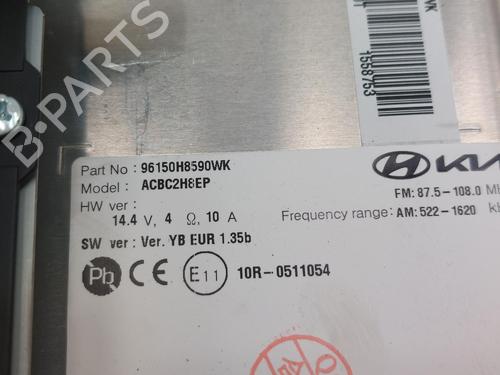 B-PARTS
1558753
Part No : 96150H8590WK
Model : ACBC2H8EP
HW ver :
14.4 V, 4 Ω, 10 A
SW ver : Ver. YB EUR 1.35b
FM: 87.5-108.0
Frequency range: AM: 522-1620
Pb CE E11 10R-0511054